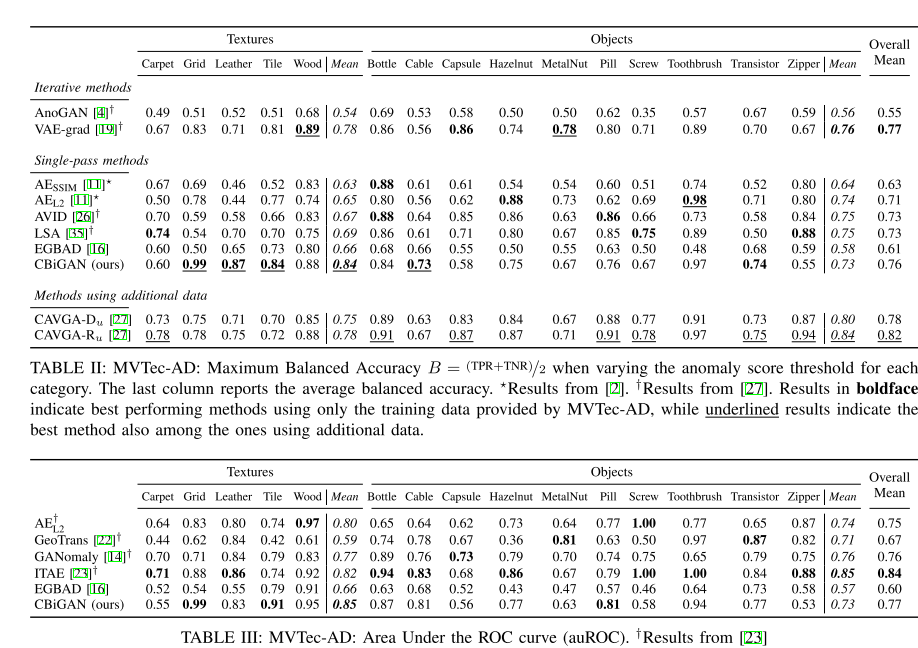 Textures Objects Overall Mean
Carpet Grid Leather Tile Wood Mean Bottle Cable Capsule Hazelnut MetalNut Pill Screw Toothbrush Transistor Zipper Mean
Iterative methods
AnoGAN [4]† 0.49 0.51 0.52 0.51 0.68 0.54 0.69 0.53 0.58 0.50 0.50 0.62 0.35 0.57 0.67 0.59 0.56 0.55
VAE-grad [19]† 0.67 0.83 0.71 0.81 0.89 0.78 0.86 0.56 0.86 0.74 0.78 0.80 0.71 0.89 0.70 0.67 0.76 0.77
Single-pass methods
AESSIM [11]⋆ 0.67 0.69 0.46 0.52 0.83 0.63 0.88 0.61 0.61 0.54 0.54 0.60 0.51 0.74 0.52 0.80 0.64 0.63
AEL2 [11]⋆ 0.50 0.78 0.44 0.77 0.74 0.65 0.80 0.56 0.62 0.88 0.73 0.62 0.69 0.98 0.71 0.80 0.74 0.71
AVID [26]† 0.70 0.59 0.58 0.66 0.83 0.67 0.88 0.64 0.85 0.86 0.63 0.86 0.66 0.73 0.58 0.84 0.75 0.73
LSA [35]† 0.74 0.54 0.70 0.70 0.75 0.69 0.86 0.61 0.71 0.80 0.67 0.85 0.75 0.89 0.50 0.88 0.75 0.73
EGBAD [16] 0.60 0.50 0.65 0.73 0.80 0.66 0.68 0.66 0.55 0.50 0.55 0.63 0.50 0.48 0.68 0.59 0.58 0.61
CBiGAN (ours) 0.60 0.99 0.87 0.84 0.88 0.84 0.84 0.73 0.58 0.75 0.67 0.76 0.67 0.97 0.74 0.55 0.73 0.76
Methods using additional data
CAVGA-Du [27] 0.73 0.75 0.71 0.70 0.85 0.75 0.89 0.63 0.83 0.84 0.67 0.88 0.77 0.91 0.73 0.87 0.80 0.78
CAVGA-Ru [27] 0.78 0.78 0.75 0.72 0.88 0.78 0.91 0.67 0.87 0.87 0.71 0.91 0.78 0.97 0.75 0.94 0.84 0.82
TABLE II: MVTec-AD: Maximum Balanced Accuracy B = (TPR+TNR)/2 when varying the anomaly score threshold for each
category. The last column reports the average balanced accuracy. ⋆Results from [2]. †Results from [27]. Results in boldface
indicate best performing methods using only the training data provided by MVTec-AD, while underlined results indicate the
best method also among the ones using additional data.
Textures Objects Overall Mean
Carpet Grid Leather Tile Wood Mean Bottle Cable Capsule Hazelnut MetalNut Pill Screw Toothbrush Transistor Zipper Mean
AE†L2 0.64 0.83 0.80 0.74 0.97 0.80 0.65 0.64 0.62 0.73 0.64 0.77 1.00 0.77 0.65 0.87 0.74 0.75
GeoTrans [22]† 0.44 0.62 0.84 0.42 0.61 0.59 0.74 0.78 0.67 0.36 0.81 0.63 0.50 0.97 0.87 0.82 0.71 0.67
GANomaly [14]† 0.70 0.71 0.84 0.79 0.83 0.77 0.89 0.76 0.73 0.79 0.70 0.74 0.75 0.65 0.79 0.75 0.76 0.76
ITAE [23]† 0.71 0.88 0.86 0.74 0.92 0.82 0.94 0.83 0.68 0.86 0.67 0.79 1.00 1.00 0.84 0.88 0.85 0.84
EGBAD [16] 0.52 0.54 0.55 0.79 0.91 0.66 0.63 0.68 0.52 0.43 0.47 0.57 0.46 0.64 0.73 0.58 0.57 0.60
CBiGAN (ours) 0.55 0.99 0.83 0.91 0.95 0.85 0.87 0.81 0.56 0.77 0.63 0.81 0.58 0.94 0.77 0.53 0.73 0.77
TABLE III: MVTec-AD: Area Under the ROC curve (auROC). †Results from [23]